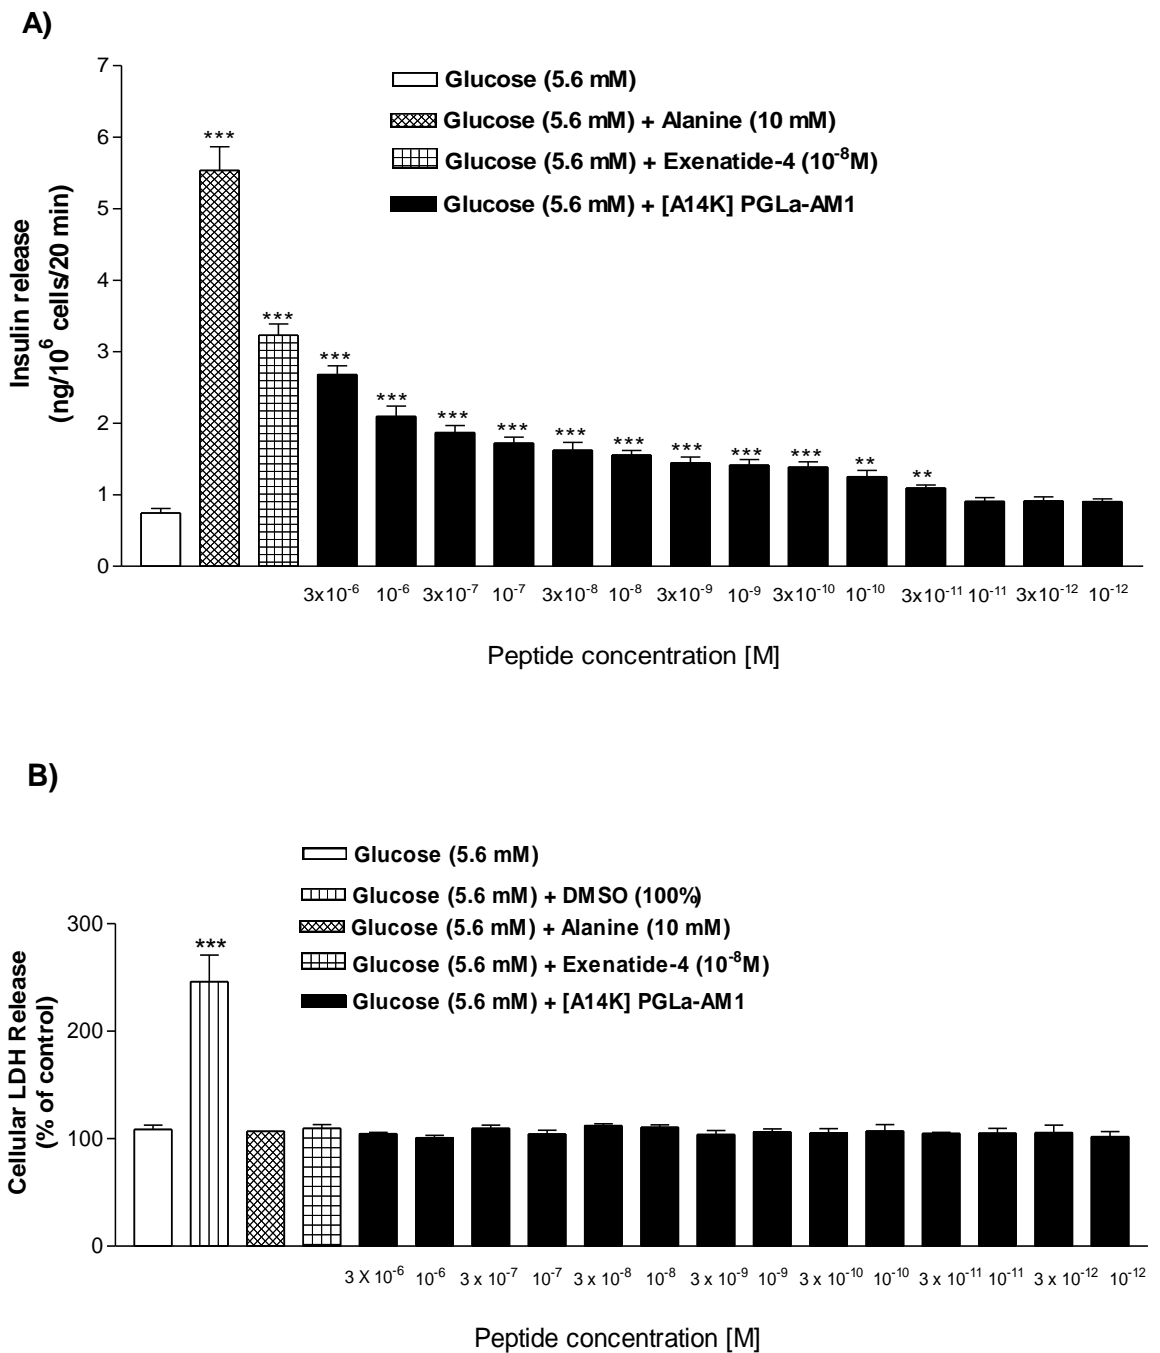 A)
7
6
5
4
3
2
1
0
Insulin release
(ng/10⁶ cells/20 min)
Glucose (5.6 mM)
Glucose (5.6 mM) + Alanine (10 mM)
Glucose (5.6 mM) + Exenatide-4 (10⁻⁸M)
Glucose (5.6 mM) + [A14K] PGLa-AM1
***
***
***
***
***
***
***
***
***
***
***
**
**
3x10⁻⁶ 10⁻⁶ 3x10⁻⁷ 10⁻⁷ 3x10⁻⁸ 10⁻⁸ 3x10⁻⁹ 10⁻⁹ 3x10⁻¹⁰ 10⁻¹⁰ 3x10⁻¹¹ 10⁻¹¹ 3x10⁻¹² 10⁻¹²
Peptide concentration [M]
B)
Glucose (5.6 mM)
Glucose (5.6 mM) + DMSO (100%)
Glucose (5.6 mM) + Alanine (10 mM)
Glucose (5.6 mM) + Exenatide-4 (10⁻⁸M)
Glucose (5.6 mM) + [A14K] PGLa-AM1
300
200
100
0
Cellular LDH Release
(% of control)
***
3 X 10⁻⁶ 10⁻⁶ 3 x 10⁻⁷ 10⁻⁷ 3 x 10⁻⁸ 10⁻⁸ 3 x 10⁻⁹ 10⁻⁹ 3 x 10⁻¹⁰ 10⁻¹⁰ 3 x 10⁻¹¹ 10⁻¹¹ 3 x 10⁻¹² 10⁻¹²
Peptide concentration [M]